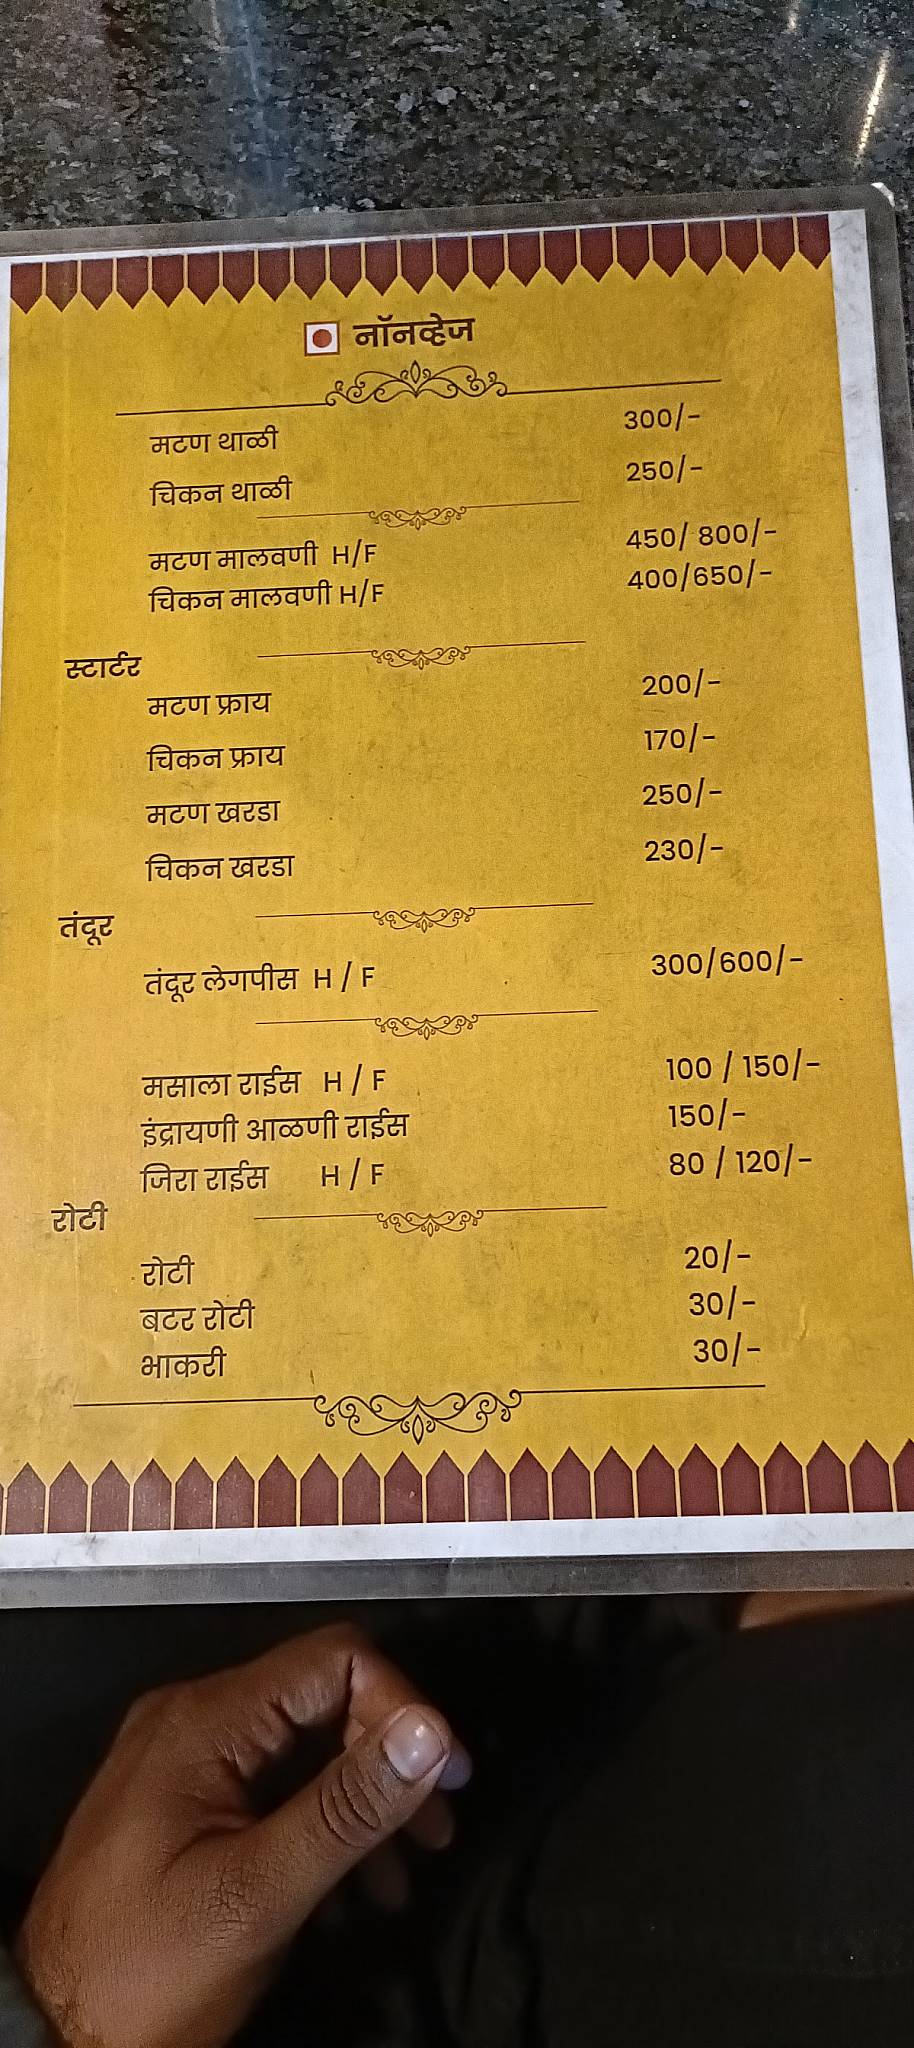 नॉनव्हेज
मटण थाळी 300/-
चिकन थाळी 250/-
मटण मालवणी H/F 450/ 800/-
चिकन मालवणी H/F 400/650/-
स्टार्टर
मटण फ्राय 200/-
चिकन फ्राय 170/-
मटण खरडा 250/-
चिकन खरडा 230/-
तंदूर
तंदूर लेगपीस H / F 300/600/-
मसाला राईस H / F 100 / 150/-
इंद्रायणी आळणी राईस 150/-
जिरा राईस H / F 80 / 120/-
रोटी
रोटी 20/-
बटर रोटी 30/-
भाकरी 30/-